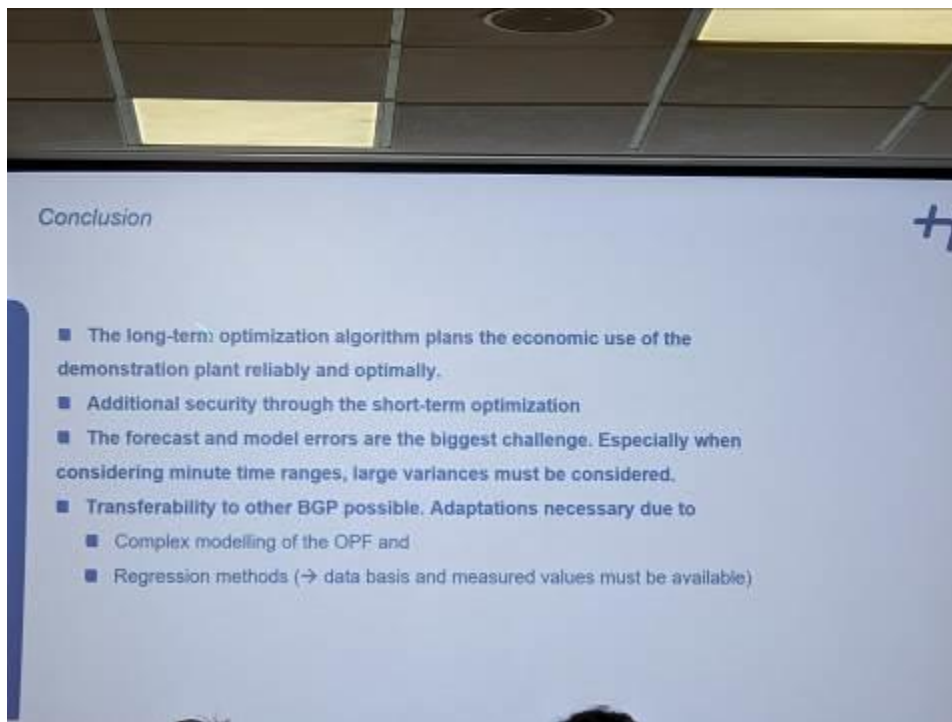 Conclusion
■ The long-term optimization algorithm plans the economic use of the
demonstration plant reliably and optimally.
■ Additional security through the short-term optimization
■ The forecast and model errors are the biggest challenge. Especially when
considering minute time ranges, large variances must be considered.
■ Transferability to other BGP possible. Adaptations necessary due to
■ Complex modelling of the OPF and
■ Regression methods (→ data basis and measured values must be available)